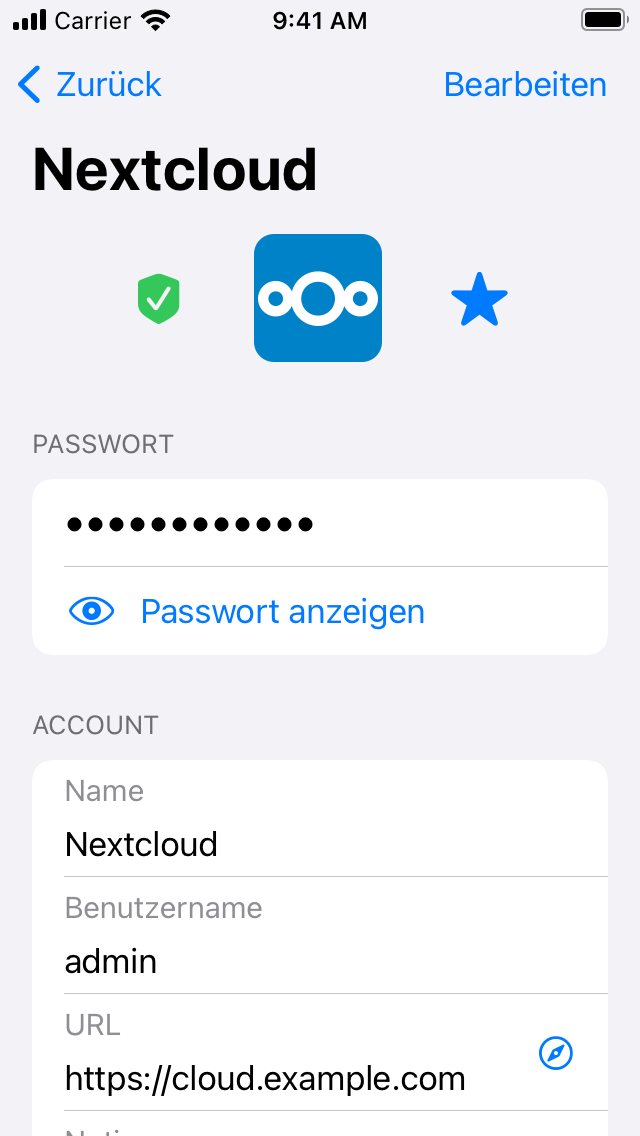 Carrier 9:41 AM
Zurück Bearbeiten
Nextcloud
PASSWORT
••••••••••••
Passwort anzeigen
ACCOUNT
Name
Nextcloud
Benutzername
admin
URL
https://cloud.example.com